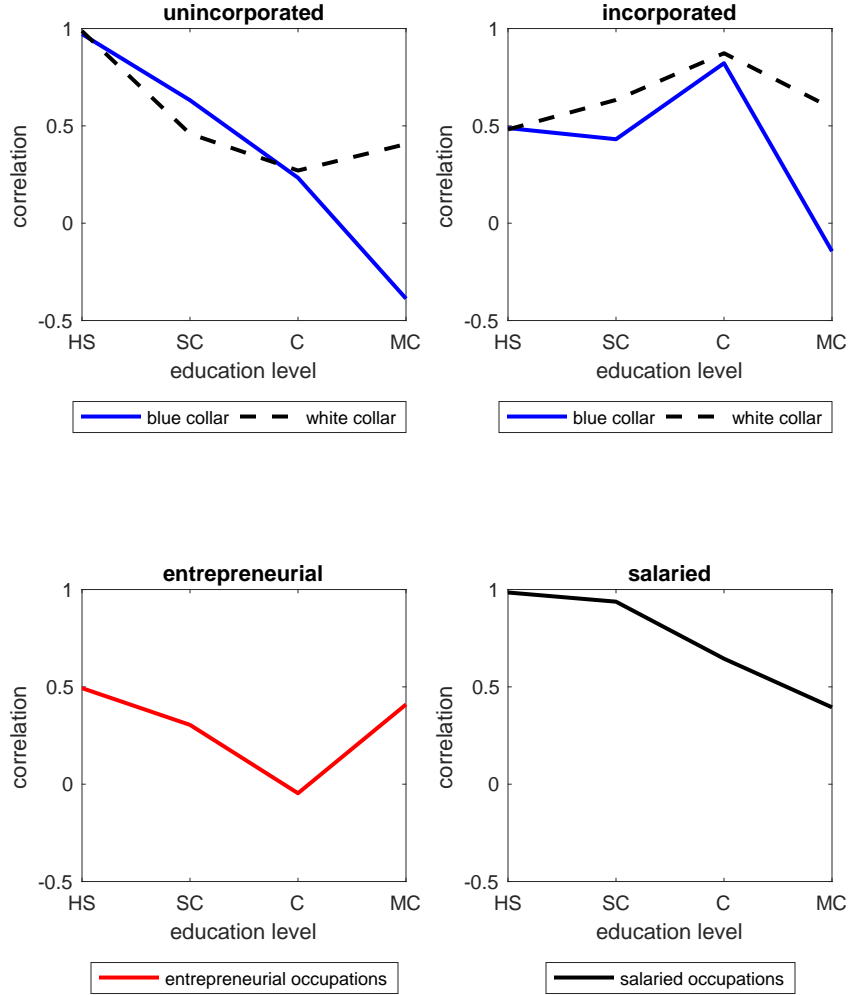 unincorporated
1
0.5
0
-0.5
correlation
HS SC C MC
education level
blue collar white collar
incorporated
1
0.5
0
-0.5
correlation
HS SC C MC
education level
blue collar white collar
entrepreneurial
1
0.5
0
-0.5
correlation
HS SC C MC
education level
entrepreneurial occupations
salaried
1
0.5
0
-0.5
correlation
HS SC C MC
education level
salaried occupations